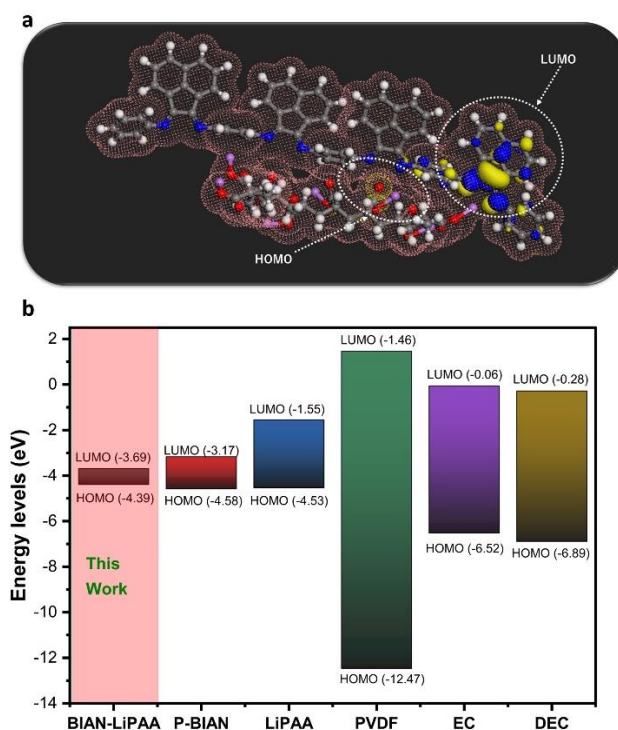 a
LUMO
HOMO
b
Energy levels (eV)
2
0
-2
-4
-6
-8
-10
-12
-14
LUMO (-3.69)
HOMO (-4.39)
This
Work
LUMO (-3.17)
HOMO (-4.58)
LUMO (-1.55)
HOMO (-4.53)
LUMO (-1.46)
HOMO (-12.47)
LUMO (-0.06)
HOMO (-6.52)
LUMO (-0.28)
HOMO (-6.89)
BIAN-LiPAA P-BIAN LiPAA PVDF EC DEC